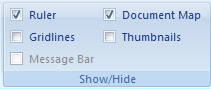 Ruler Document Map
Gridlines Thumbnails
Message Bar
Show/Hide